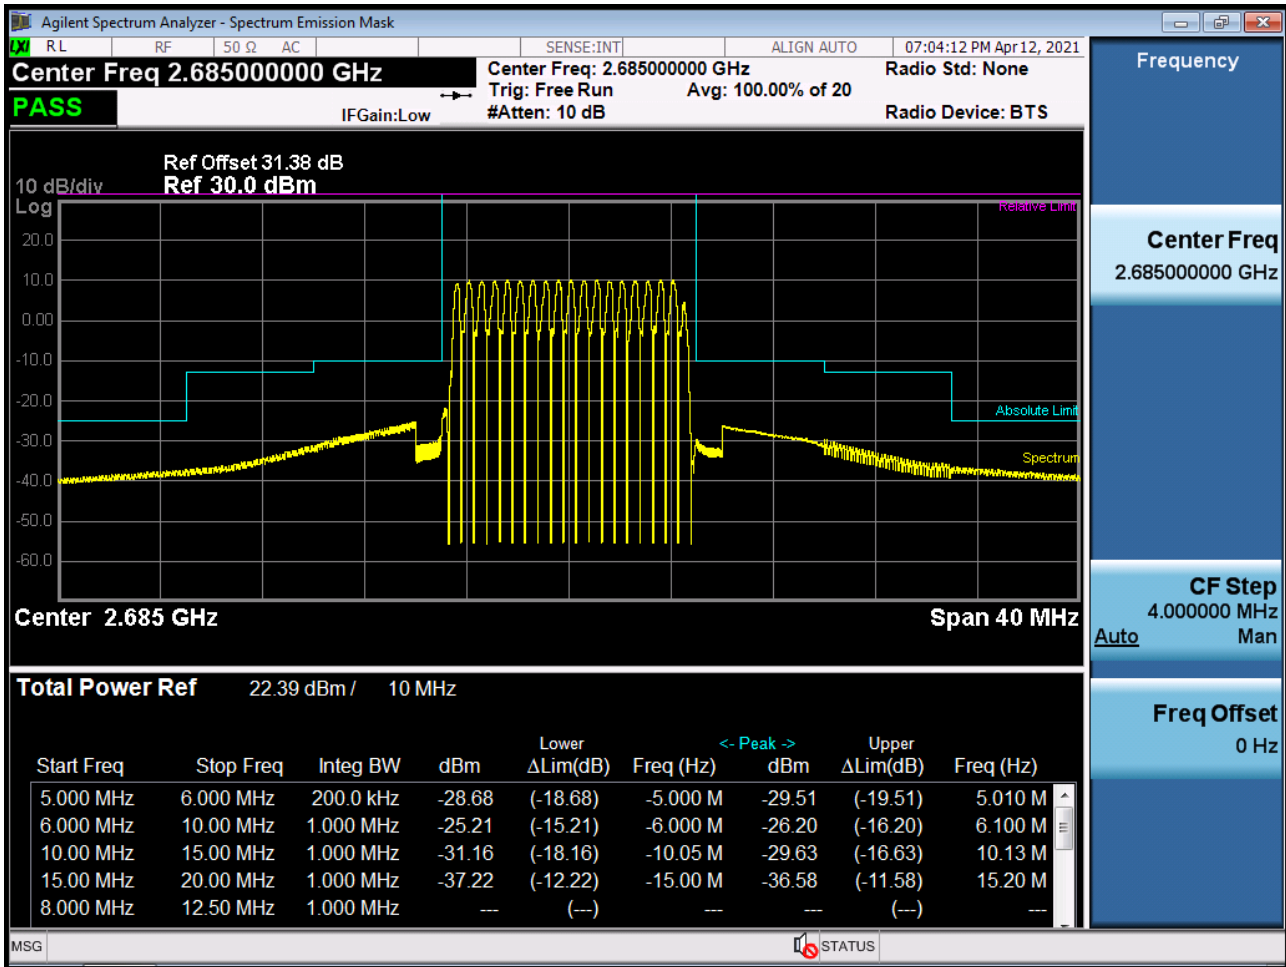 Agilent Spectrum Analyzer - Spectrum Emission Mask
LXI RL RF 50 Ω AC SENSE:INT ALIGN AUTO 07:04:12 PM Apr 12, 2021
Center Freq 2.685000000 GHz
Center Freq: 2.685000000 GHz Radio Std: None
Trig: Free Run Avg: 100.00% of 20
PASS
IFGain:Low #Atten: 10 dB Radio Device: BTS
Ref Offset 31.38 dB
10 dB/div Ref 30.0 dBm
Log
Relative Limit
20.0
10.0
0.00
-10.0
-20.0
Absolute Limit
-30.0
Spectrum
-40.0
-50.0
-60.0
Center 2.685 GHz Span 40 MHz
Total Power Ref 22.39 dBm / 10 MHz
Lower <- Peak -> Upper
Start Freq Stop Freq Integ BW dBm ΔLim(dB) Freq (Hz) dBm ΔLim(dB) Freq (Hz)
5.000 MHz 6.000 MHz 200.0 kHz -28.68 (-18.68) -5.000 M -29.51 (-19.51) 5.010 M
6.000 MHz 10.00 MHz 1.000 MHz -25.21 (-15.21) -6.000 M -26.20 (-16.20) 6.100 M
10.00 MHz 15.00 MHz 1.000 MHz -31.16 (-18.16) -10.05 M -29.63 (-16.63) 10.13 M
15.00 MHz 20.00 MHz 1.000 MHz -37.22 (-12.22) -15.00 M -36.58 (-11.58) 15.20 M
8.000 MHz 12.50 MHz 1.000 MHz --- (---) --- --- (---) ---
MSG STATUS
Frequency
Center Freq
2.685000000 GHz
CF Step
4.000000 MHz
Auto Man
Freq Offset
0 Hz